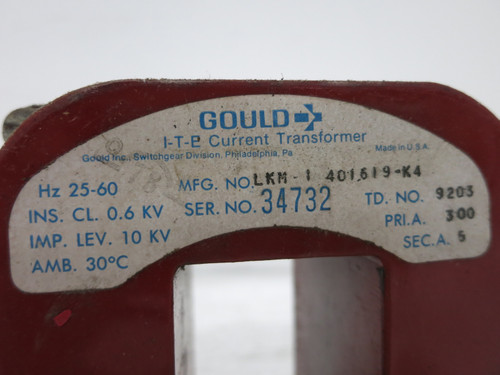 GOULD
I-T-E Current Transformer
Gould Inc., Switchgear Division, Philadelphia, Pa. Made in U.S.A.
Hz 25-60 MFG. NO. LKM-1 401619-K4
INS. CL. 0.6 KV SER. NO. 34732 TD. NO. 9203
IMP. LEV. 10 KV PRI.A. 300
AMB. 30°C SEC.A. 5